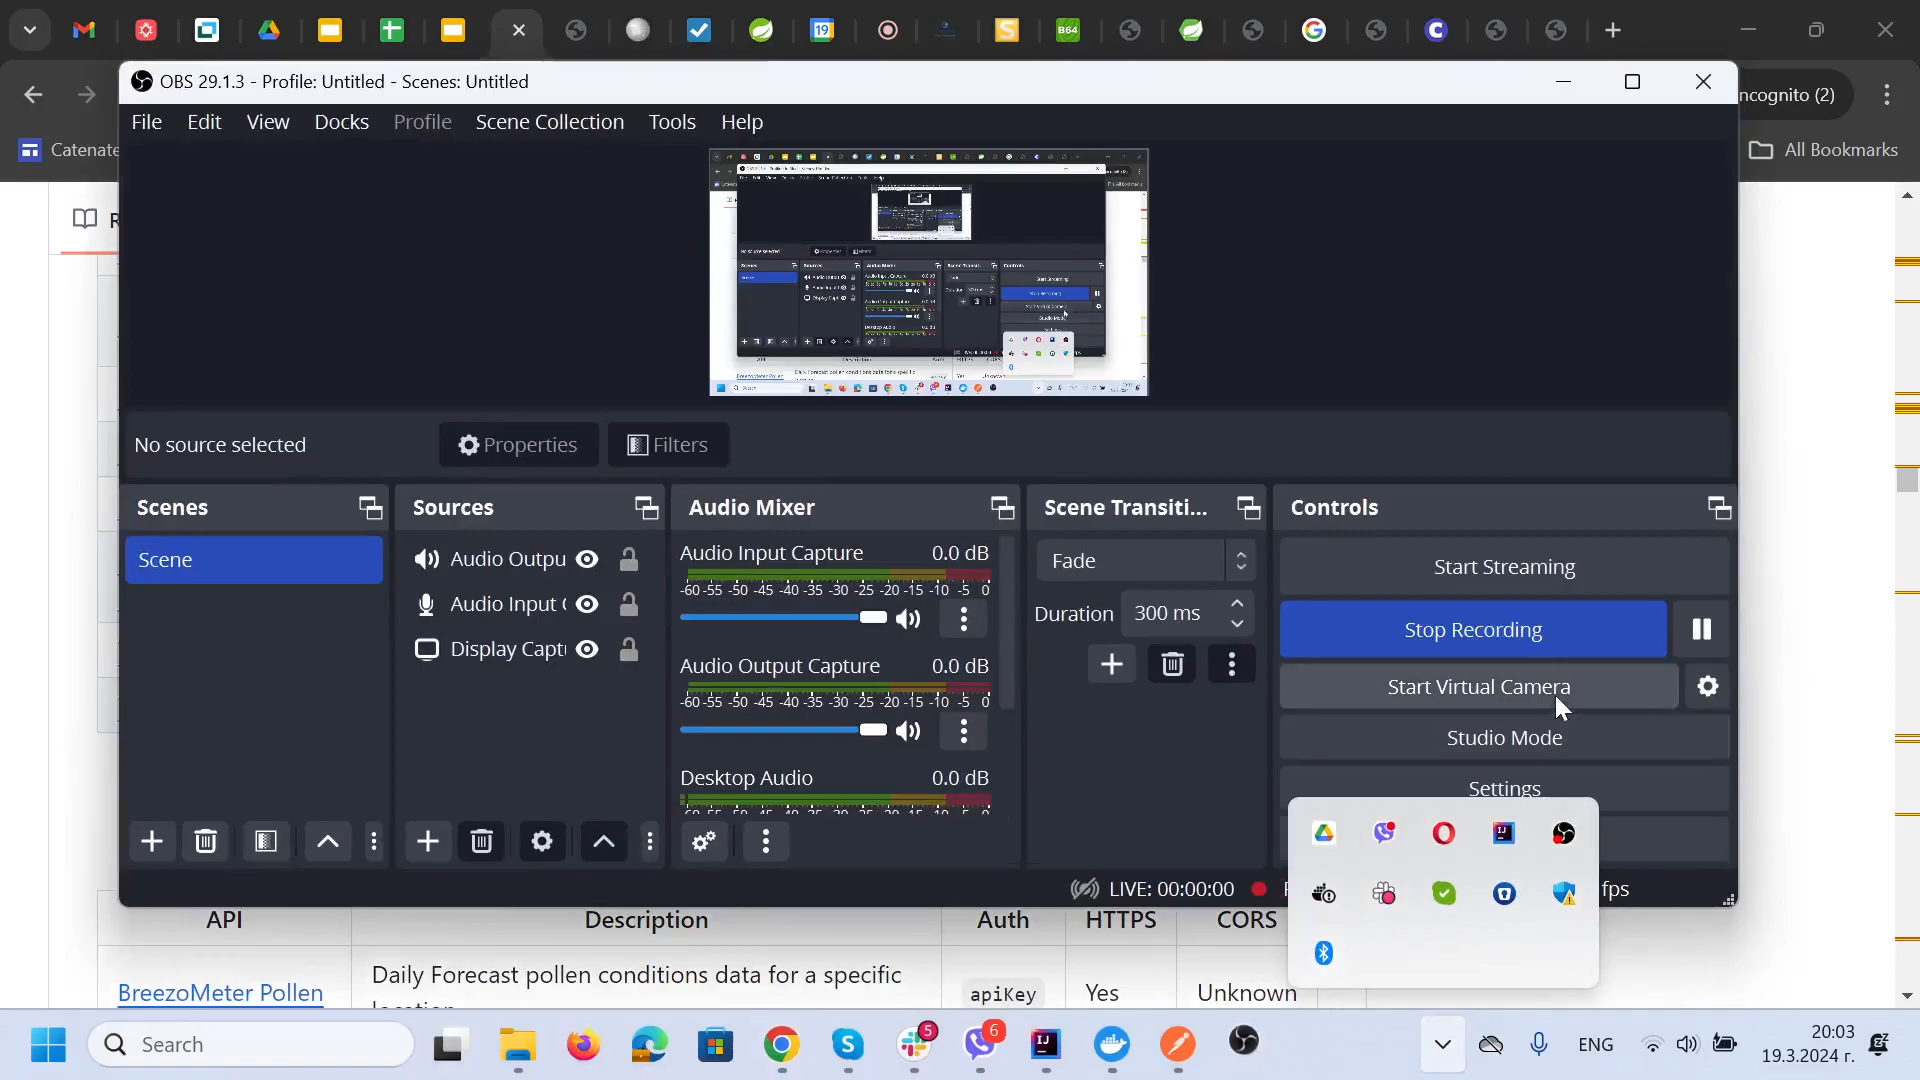 B64
19
OBS 29.1.3 - Profile: Untitled - Scenes: Untitled
ncognito (2)
File Edit View Docks Profile Scene Collection Tools Help
Catenate
All Bookmarks
R
No source selected
Properties
Filters
Scenes
Sources
Audio Mixer
Scene Transiti...
Controls
Scene
Audio Outpu
Audio Input (
Display Capt
Audio Input Capture 0.0 dB
-60 -55 -50 -45 -40 -35 -30 -25 -20 -15 -10 -5 0
Audio Output Capture 0.0 dB
-60 -55 -50 -45 -40 -35 -30 -25 -20 -15 -10 -5 0
Desktop Audio 0.0 dB
Fade
Duration 300 ms
Start Streaming
Stop Recording
Start Virtual Camera
Studio Mode
Settings
LIVE: 00:00:00
fps
API Description Auth HTTPS CORS
BreezoMeter Pollen
Daily Forecast pollen conditions data for a specific
apiKey
Yes
Unknown
Search
5
6
ENG
20:03
19.3.2024 г.